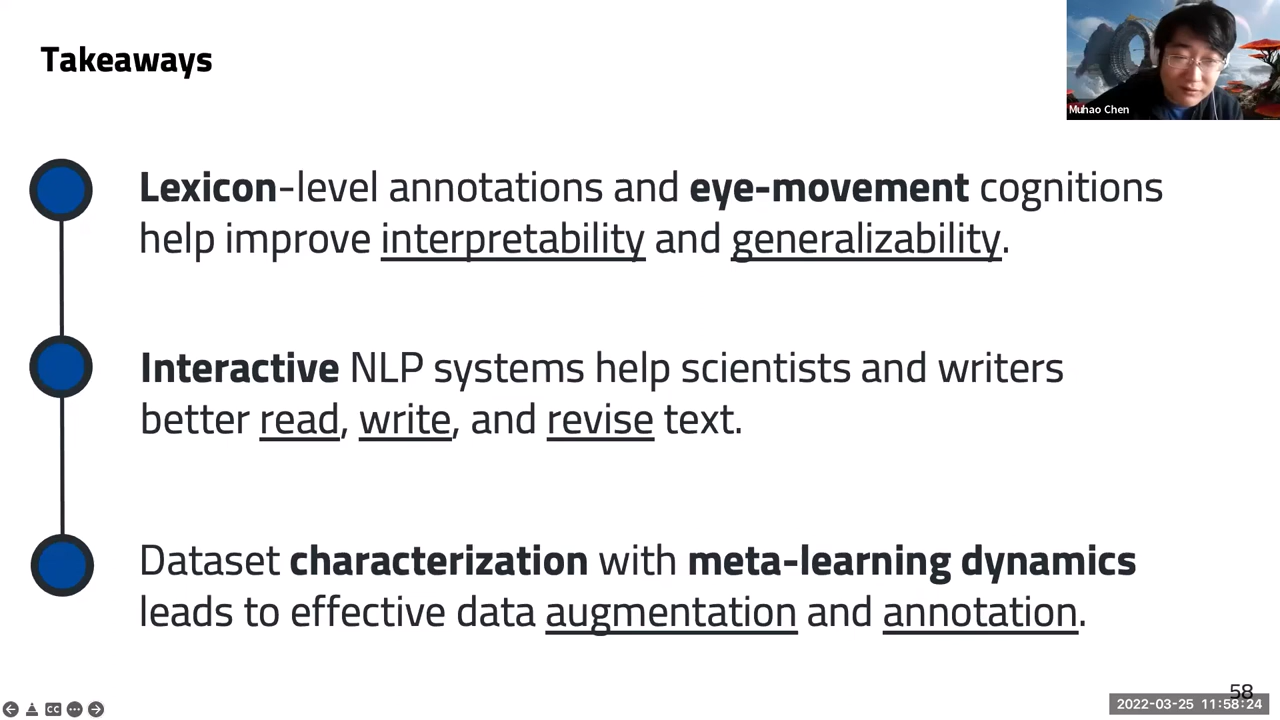 Takeaways
Muhao Chen
Lexicon-level annotations and eye-movement cognitions
help improve interpretability and generalizability.
Interactive NLP systems help scientists and writers
better read, write, and revise text.
Dataset characterization with meta-learning dynamics
leads to effective data augmentation and annotation.
58
CC
2022-03-25 11:58:24